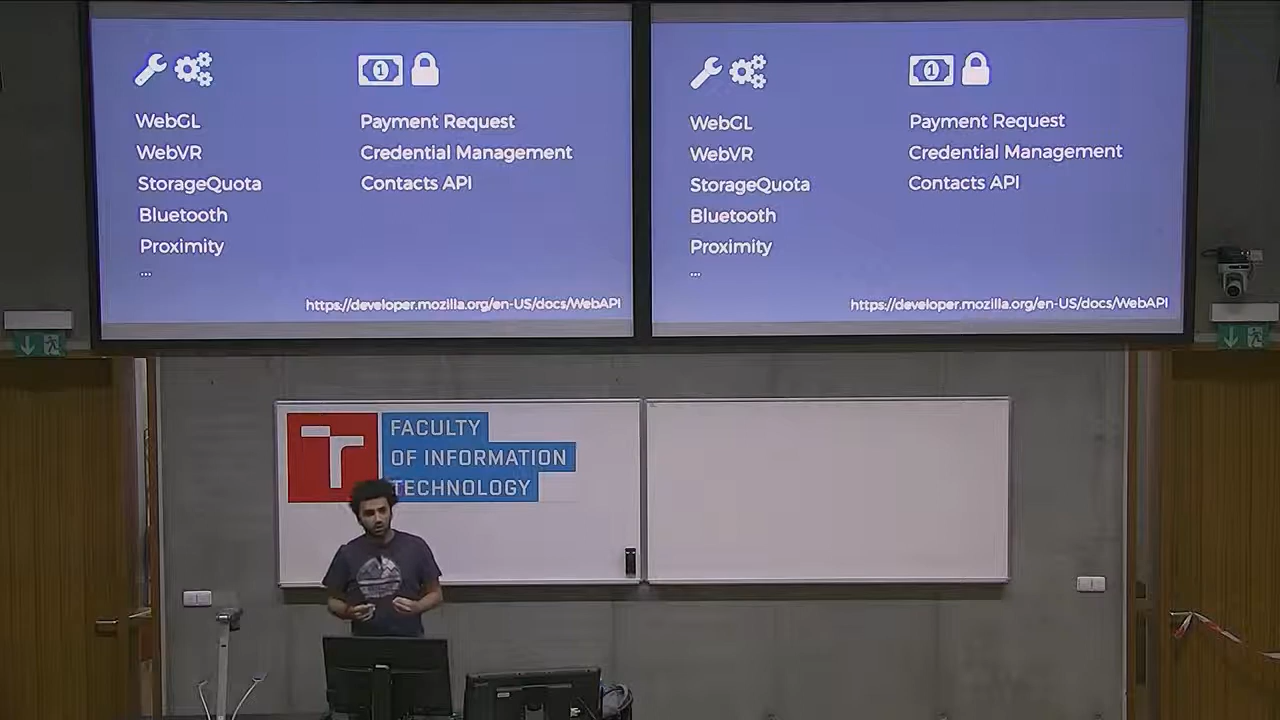 WebGL
WebVR
StorageQuota
Bluetooth
Proximity
...
Payment Request
Credential Management
Contacts API
https://developer.mozilla.org/en-US/docs/WebAPI
WebGL
WebVR
StorageQuota
Bluetooth
Proximity
...
Payment Request
Credential Management
Contacts API
https://developer.mozilla.org/en-US/docs/WebAPI
FACULTY
OF INFORMATION
TECHNOLOGY